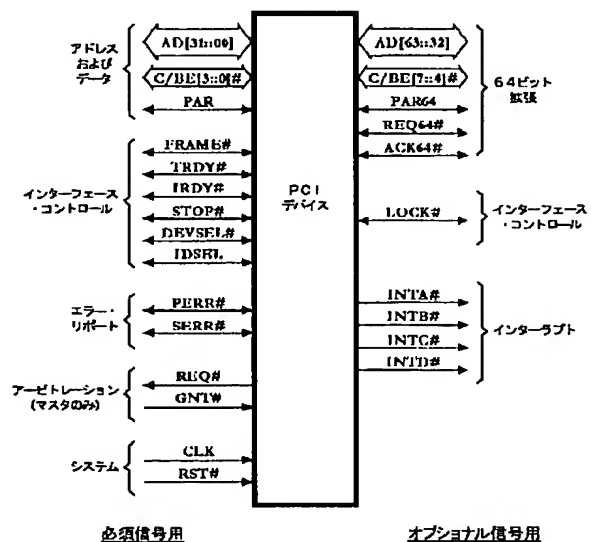 アドレス
および
データ
AD[31::00]
C/BE[3::0]#
PAR
インターフェース
・コントロール
FRAME#
TRDY#
IRDY#
STOP#
DEVSEL#
IDSEL
エラー・
リポート
PERR#
SERR#
アービトレーション
(マスタのみ)
REQ#
GNT#
システム
CLK
RST#
必須信号用
PCI
デバイス
AD[63::32]
C/BE[7::4]#
PAR64
REQ64#
ACK64#
64ビット
拡張
LOCK#
インターフェース
・コントロール
INTA#
INTB#
INTC#
INTD#
インターラプト
オプショナル信号用